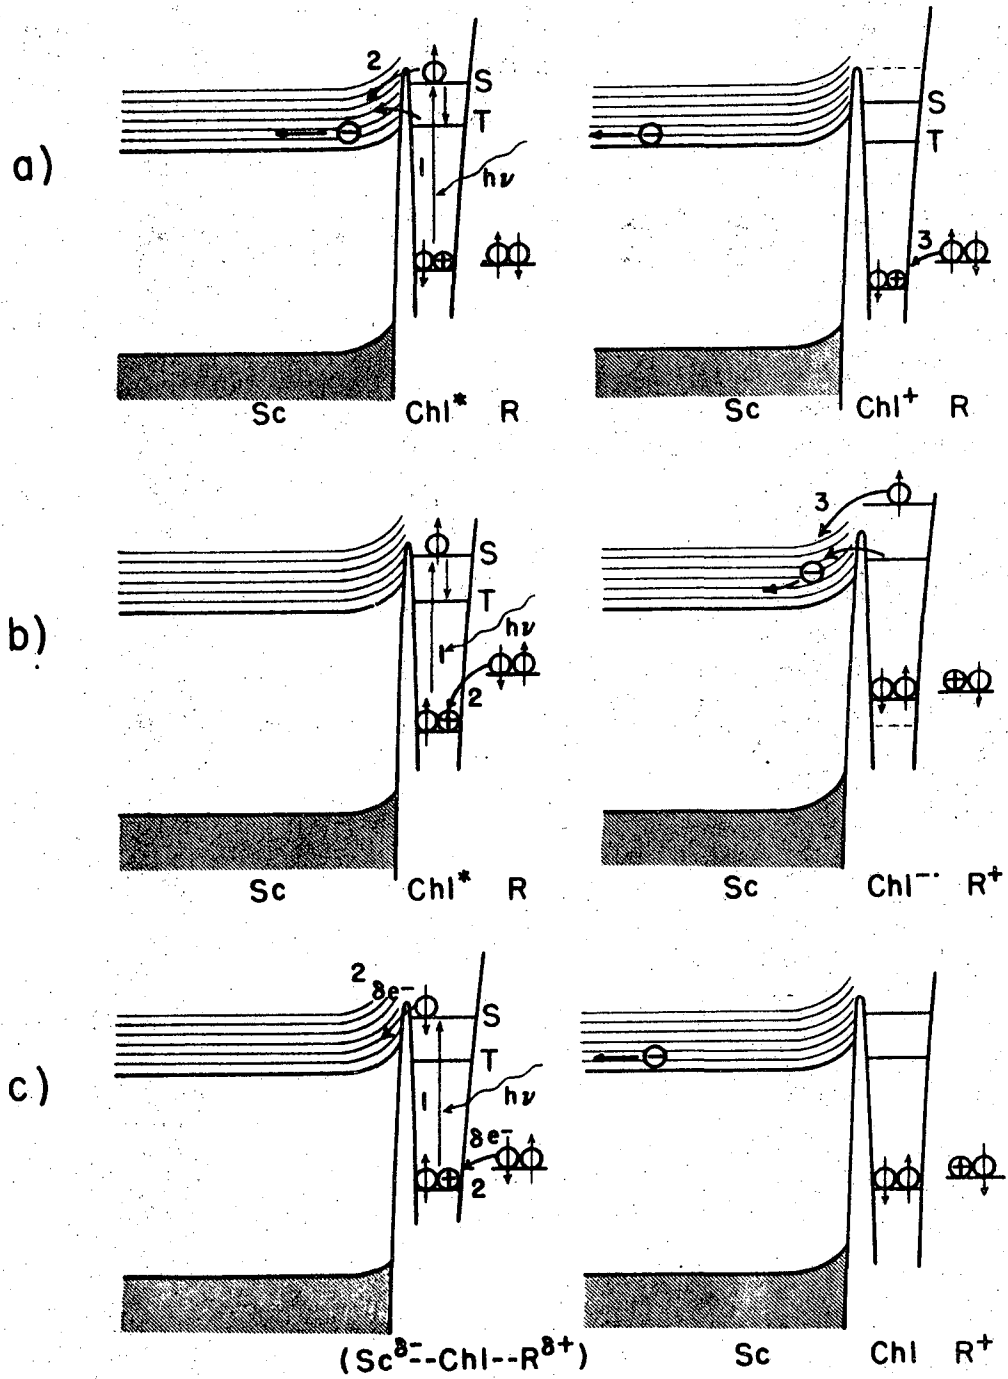 a)
2
S
T
1
hν
Sc Chl* R
S
T
3
Sc Chl+ R
b)
S
T
hν
1
2
Sc Chl* R
3
Sc Chl-· R+
c)
2
δe-
S
T
1
hν
δe-
2
(Scδ---Chl--Rδ+)
Sc Chl R+